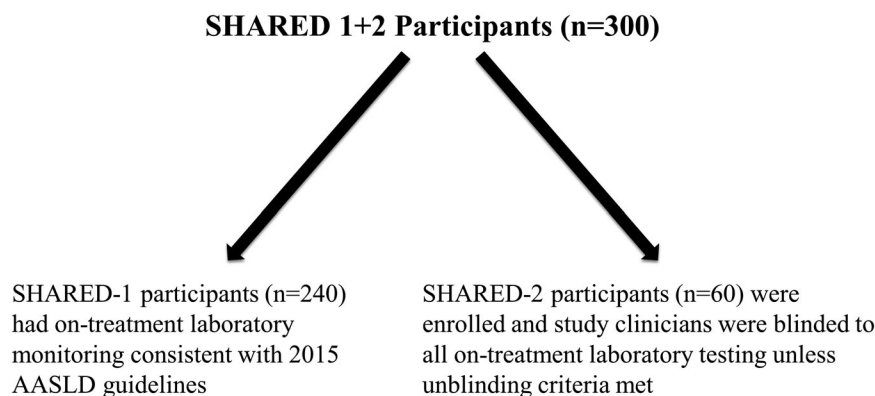 SHARED 1+2 Participants (n=300)
SHARED-1 participants (n=240)
had on-treatment laboratory
monitoring consistent with 2015
AASLD guidelines
SHARED-2 participants (n=60) were
enrolled and study clinicians were blinded to
all on-treatment laboratory testing unless
unblinding criteria met